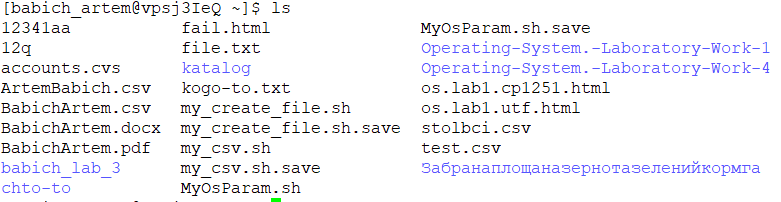 [babich_artem@vpsj3IeQ ~]$ ls
12341aa fail.html MyOsParam.sh.save
12q file.txt Operating-System.-Laboratory-Work-1
accounts.cvs katalog Operating-System.-Laboratory-Work-4
ArtemBabich.csv kogo-to.txt os.lab1.cp1251.html
BabichArtem.csv my_create_file.sh os.lab1.utf.html
BabichArtem.docx my_create_file.sh.save stolbci.csv
BabichArtem.pdf my_csv.sh test.csv
babich_lab_3 my_csv.sh.save Забранаплощаназернотазеленийкормга
chto-to MyOsParam.sh